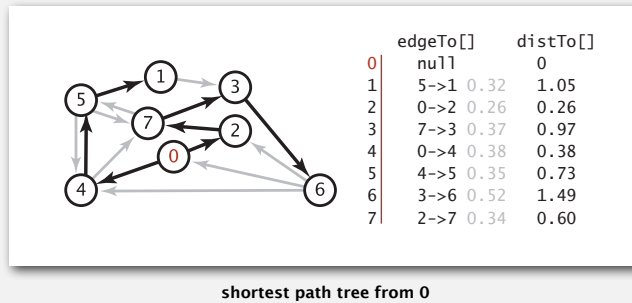 edgeTo[] distTo[]
0 null 0
1 5->1 0.32 1.05
2 0->2 0.26 0.26
3 7->3 0.37 0.97
4 0->4 0.38 0.38
5 4->5 0.35 0.73
6 3->6 0.52 1.49
7 2->7 0.34 0.60
1
3
5
7
2
0
4
6
shortest path tree from 0